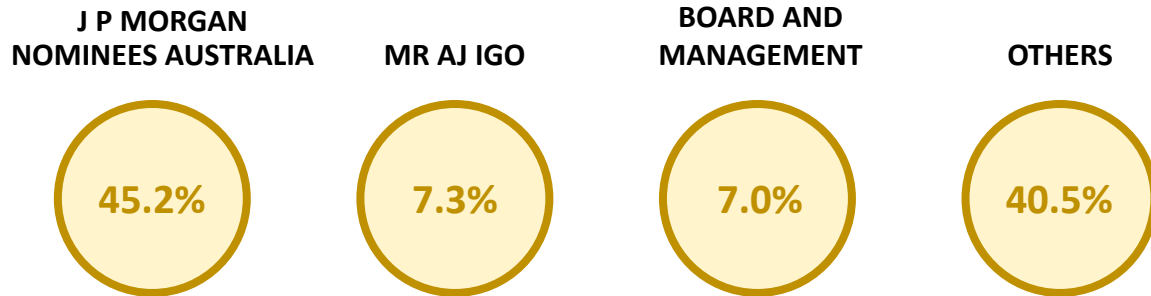 J P MORGAN
NOMINEES AUSTRALIA
MR AJ IGO
BOARD AND
MANAGEMENT
OTHERS
45.2%
7.3%
7.0%
40.5%